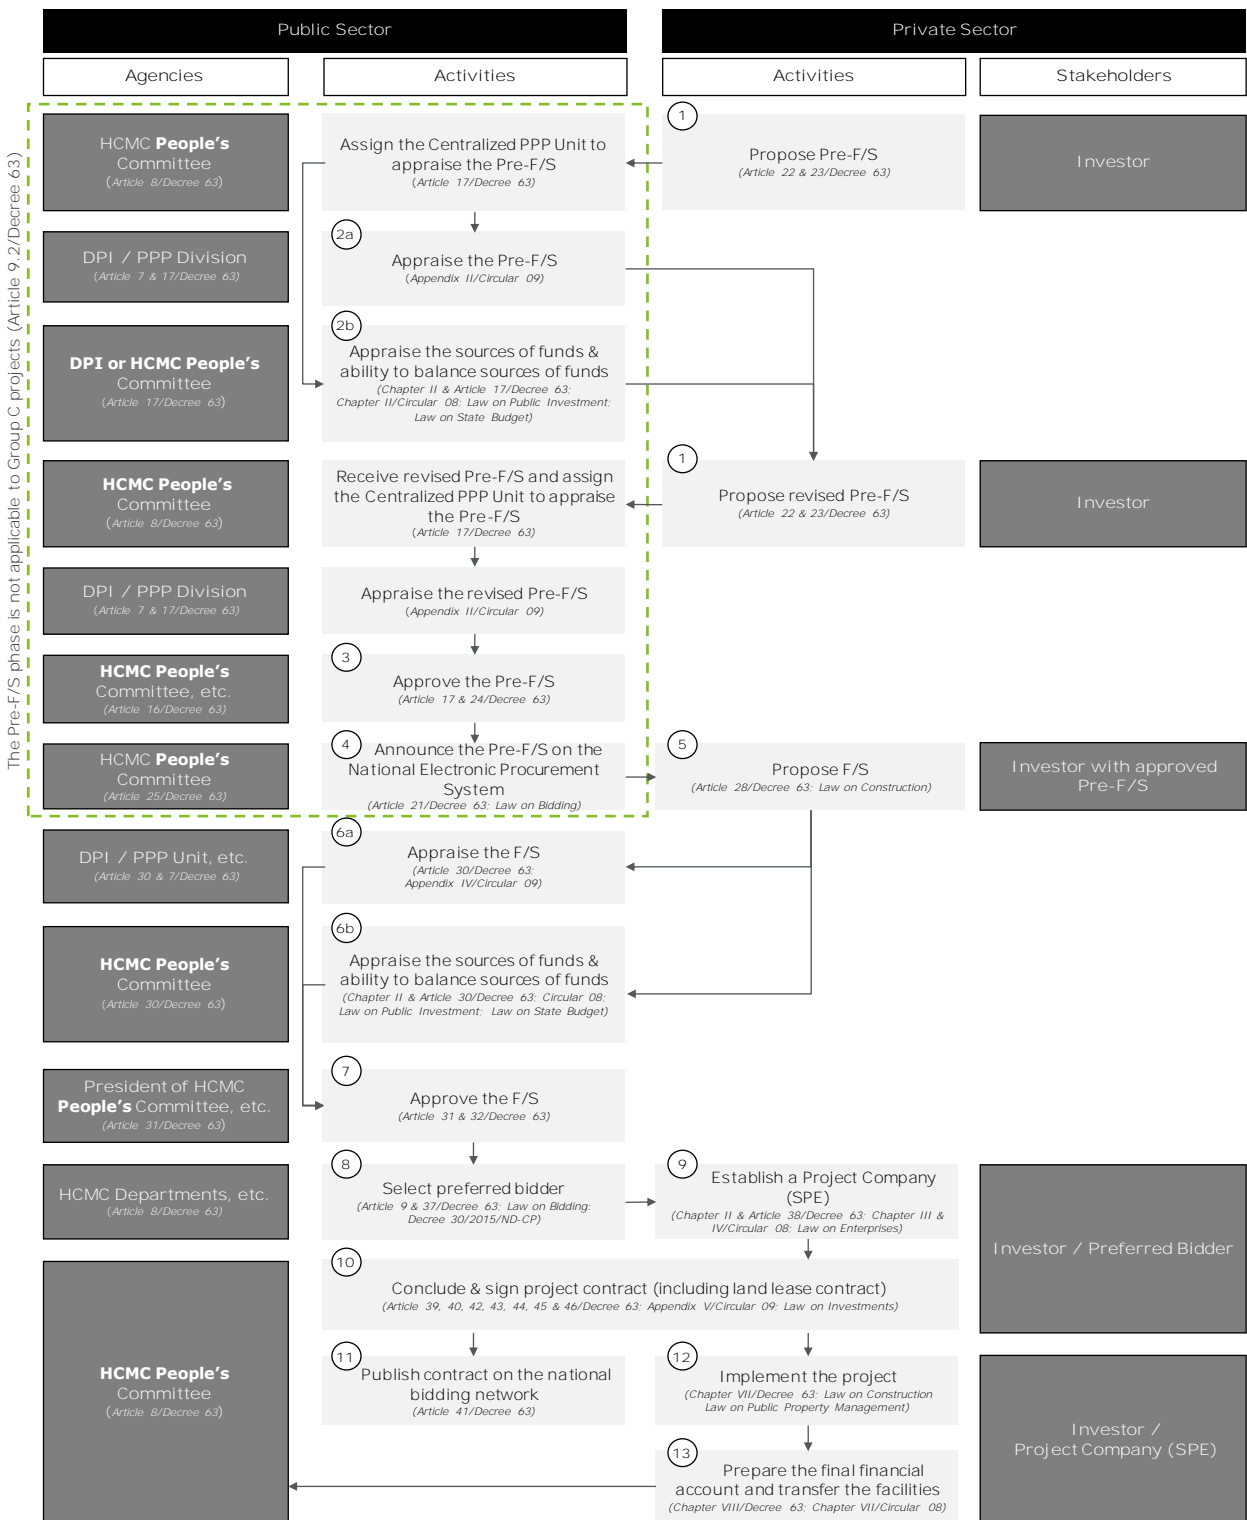 Public Sector
Private Sector
Agencies
Activities
Activities
Stakeholders
The Pre-F/S phase is not applicable to Group C projects (Article 9.2/Decree 63)
HCMC People's
Committee
(Article 8/Decree 63)
Assign the Centralized PPP Unit to
appraise the Pre-F/S
(Article 17/Decree 63)
1
Propose Pre-F/S
(Article 22 & 23/Decree 63)
Investor
DPI / PPP Division
(Article 7 & 17/Decree 63)
2a
Appraise the Pre-F/S
(Appendix II/Circular 09)
DPI or HCMC People's
Committee
(Article 17/Decree 63)
2b
Appraise the sources of funds &
ability to balance sources of funds
(Chapter II & Article 17/Decree 63;
Chapter II/Circular 08; Law on Public Investment;
Law on State Budget)
HCMC People's
Committee
(Article 8/Decree 63)
Receive revised Pre-F/S and assign
the Centralized PPP Unit to appraise
the Pre-F/S
(Article 17/Decree 63)
1
Propose revised Pre-F/S
(Article 22 & 23/Decree 63)
Investor
DPI / PPP Division
(Article 7 & 17/Decree 63)
Appraise the revised Pre-F/S
(Appendix II/Circular 09)
HCMC People's
Committee, etc.
(Article 16/Decree 63)
3
Approve the Pre-F/S
(Article 17 & 24/Decree 63)
HCMC People's
Committee
(Article 25/Decree 63)
4
Announce the Pre-F/S on the
National Electronic Procurement
System
(Article 21/Decree 63; Law on Bidding)
5
Propose F/S
(Article 28/Decree 63; Law on Construction)
Investor with approved
Pre-F/S
DPI / PPP Unit, etc.
(Article 30 & 7/Decree 63)
6a
Appraise the F/S
(Article 30/Decree 63;
Appendix IV/Circular 09)
HCMC People's
Committee
(Article 30/Decree 63)
6b
Appraise the sources of funds &
ability to balance sources of funds
(Chapter II & Article 30/Decree 63; Circular 08;
Law on Public Investment; Law on State Budget)
President of HCMC
People's Committee, etc.
(Article 31/Decree 63)
7
Approve the F/S
(Article 31 & 32/Decree 63)
HCMC Departments, etc.
(Article 8/Decree 63)
8
Select preferred bidder
(Article 9 & 37/Decree 63; Law on Bidding;
Decree 30/2015/ND-CP)
9
Establish a Project Company
(SPE)
(Chapter II & Article 38/Decree 63; Chapter III &
IV/Circular 08; Law on Enterprises)
Investor / Preferred Bidder
10
Conclude & sign project contract (including land lease contract)
(Article 39, 40, 42, 43, 44, 45 & 46/Decree 63; Appendix V/Circular 09; Law on Investments)
HCMC People's
Committee
(Article 8/Decree 63)
11
Publish contract on the national
bidding network
(Article 41/Decree 63)
12
Implement the project
(Chapter VII/Decree 63; Law on Construction
Law on Public Property Management)
Investor /
Project Company (SPE)
13
Prepare the final financial
account and transfer the facilities
(Chapter VIII/Decree 63; Chapter VII/Circular 08)